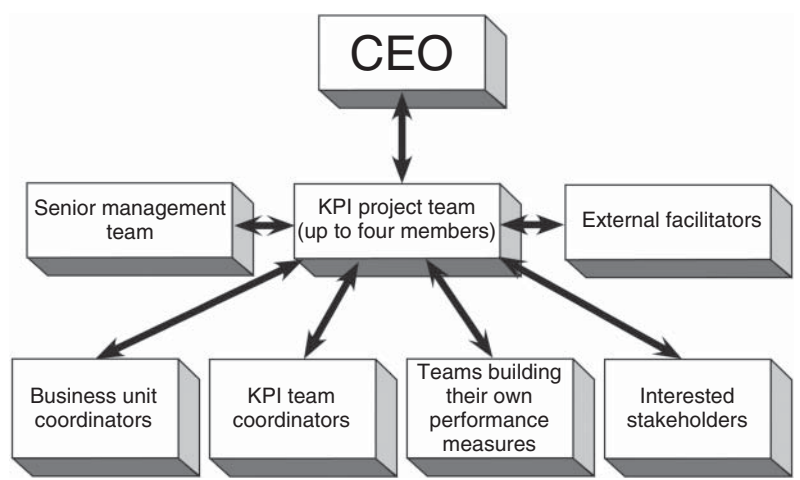 CEO
Senior management
team
KPI project team
(up to four members)
External facilitators
Business unit
coordinators
KPI team
coordinators
Teams building
their own
performance
measures
Interested
stakeholders